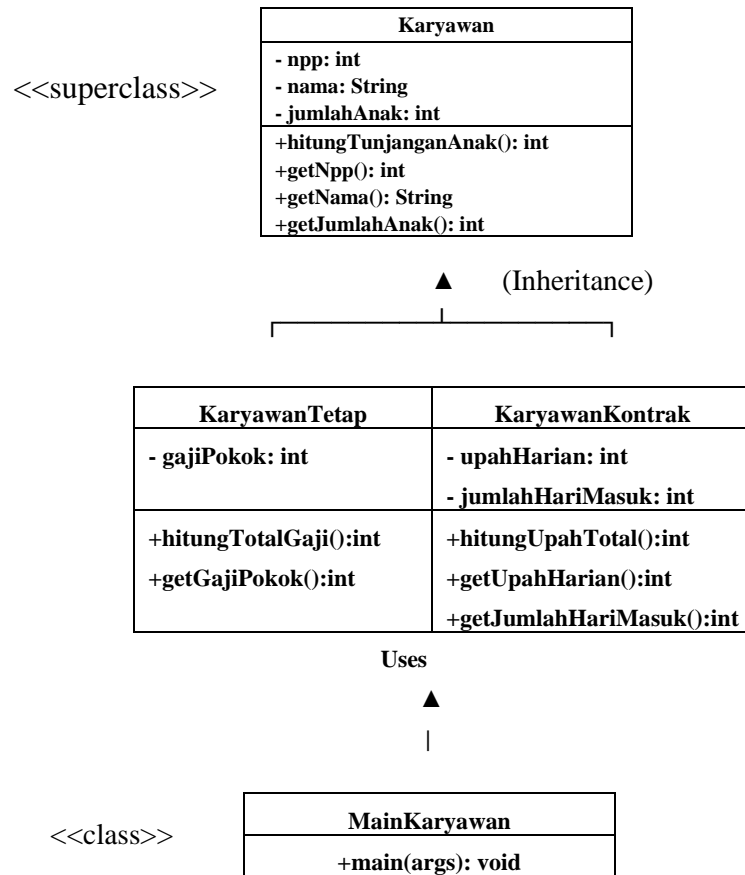 Karyawan
<<superclass>>
- npp: int
- nama: String
- jumlahAnak: int
+hitungTunjanganAnak(): int
+getNpp(): int
+getNama(): String
+getJumlahAnak(): int
▲ (Inheritance)
KaryawanTetap
- gajiPokok: int
+hitungTotalGaji():int
+getGajiPokok():int
KaryawanKontrak
- upahHarian: int
- jumlahHariMasuk: int
+hitungUpahTotal():int
+getUpahHarian():int
+getJumlahHariMasuk():int
Uses
▲
|
<<class>>
MainKaryawan
+main(args): void